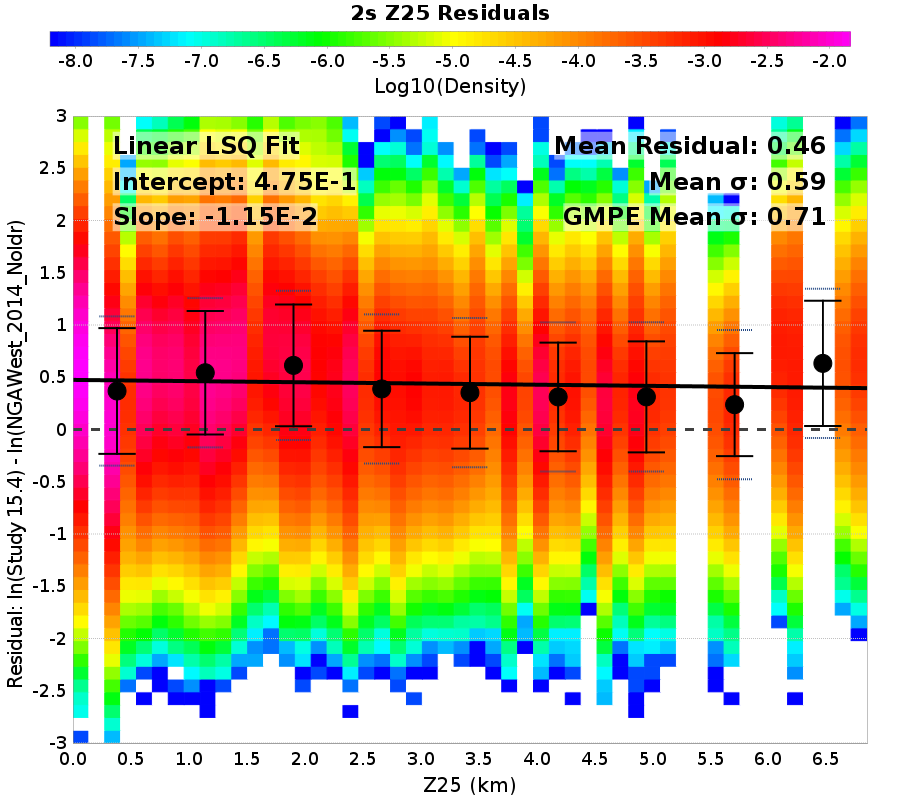 2s Z25 Residuals
-8.0 -7.5 -7.0 -6.5 -6.0 -5.5 -5.0 -4.5 -4.0 -3.5 -3.0 -2.5 -2.0
Log10(Density)
Linear LSQ Fit
Intercept: 4.75E-1
Slope: -1.15E-2
Mean Residual: 0.46
Mean σ: 0.59
GMPE Mean σ: 0.71
Residual: ln(Study 15.4) - ln(NGAWest_2014_NoIdr)
3
2.5
2
1.5
1
0.5
0
-0.5
-1
-1.5
-2
-2.5
-3
0.0 0.5 1.0 1.5 2.0 2.5 3.0 3.5 4.0 4.5 5.0 5.5 6.0 6.5
Z25 (km)